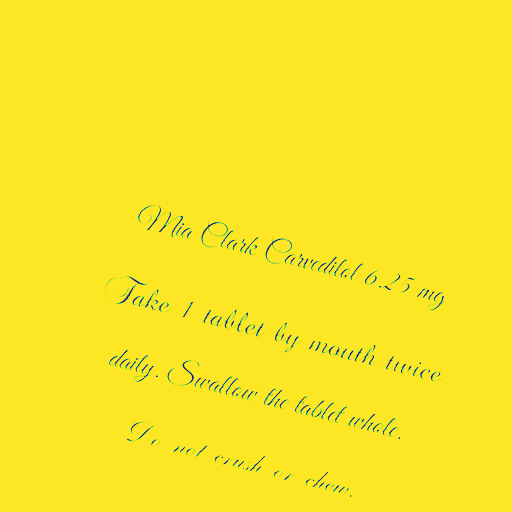 Mia Clark Carvedilol 6.25 mg
Take 1 tablet by mouth twice
daily. Swallow the tablet whole.
Do not crush or chew.